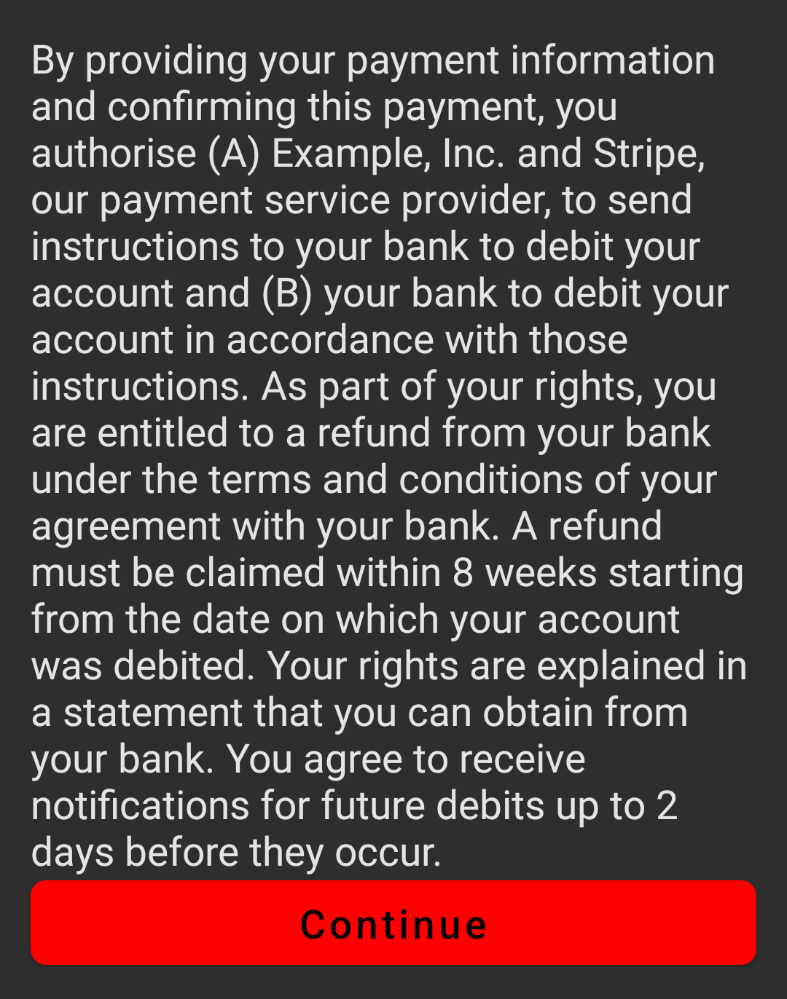 By providing your payment information
and confirming this payment, you
authorise (A) Example, Inc. and Stripe,
our payment service provider, to send
instructions to your bank to debit your
account and (B) your bank to debit your
account in accordance with those
instructions. As part of your rights, you
are entitled to a refund from your bank
under the terms and conditions of your
agreement with your bank. A refund
must be claimed within 8 weeks starting
from the date on which your account
was debited. Your rights are explained in
a statement that you can obtain from
your bank. You agree to receive
notifications for future debits up to 2
days before they occur.
Continue